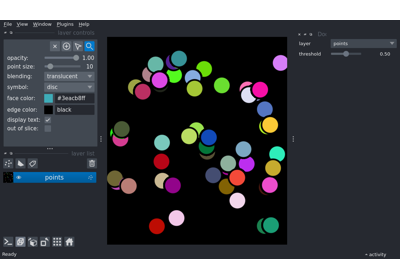 File View Window Plugins Help
layer controls
opacity: 1.00
point size: 10
blending: translucent
symbol: disc
face color: #3eacb8ff
edge color: black
display text:
out of slice:
layer list
points
layer points
threshold 0.50
Ready
activity